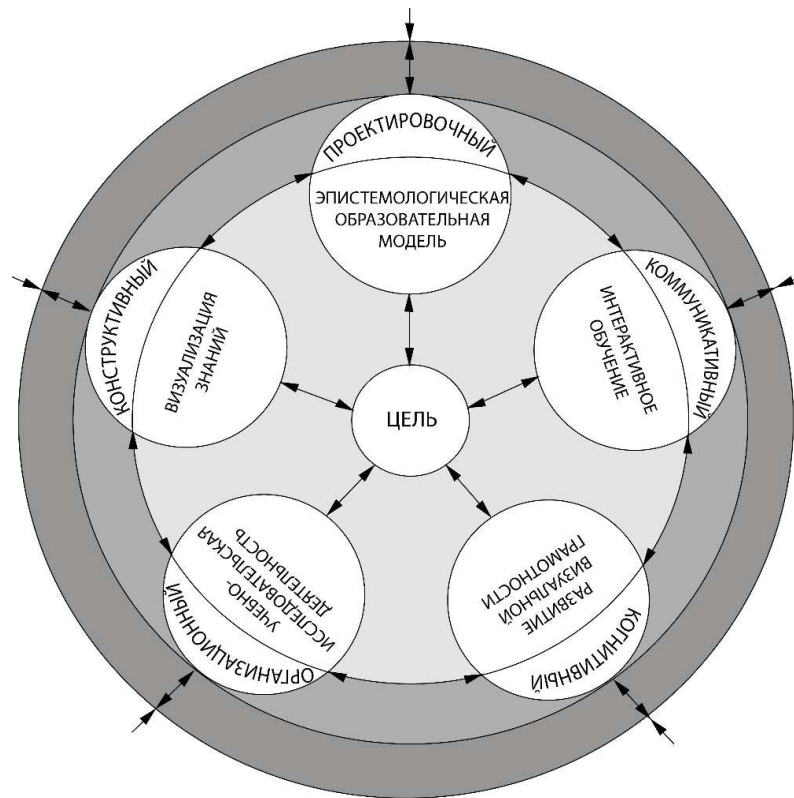 ПРОЕКТИРОВОЧНЫЙ
ЭПИСТЕМОЛОГИЧЕСКАЯ
ОБРАЗОВАТЕЛЬНАЯ
МОДЕЛЬ
КОММУНИКАТИВНЫЙ
ИНТЕРАКТИВНОЕ
ОБУЧЕНИЕ
КОГНИТИВНЫЙ
РАЗВИТИЕ
ВИЗУАЛЬНОЙ
ГРАМОТНОСТИ
ОРГАНИЗАЦИОННЫЙ
УЧЕБНО-
ИССЛЕДОВАТЕЛЬСКАЯ
ДЕЯТЕЛЬНОСТЬ
КОНСТРУКТИВНЫЙ
ВИЗУАЛИЗАЦИЯ
ЗНАНИЙ
ЦЕЛЬ